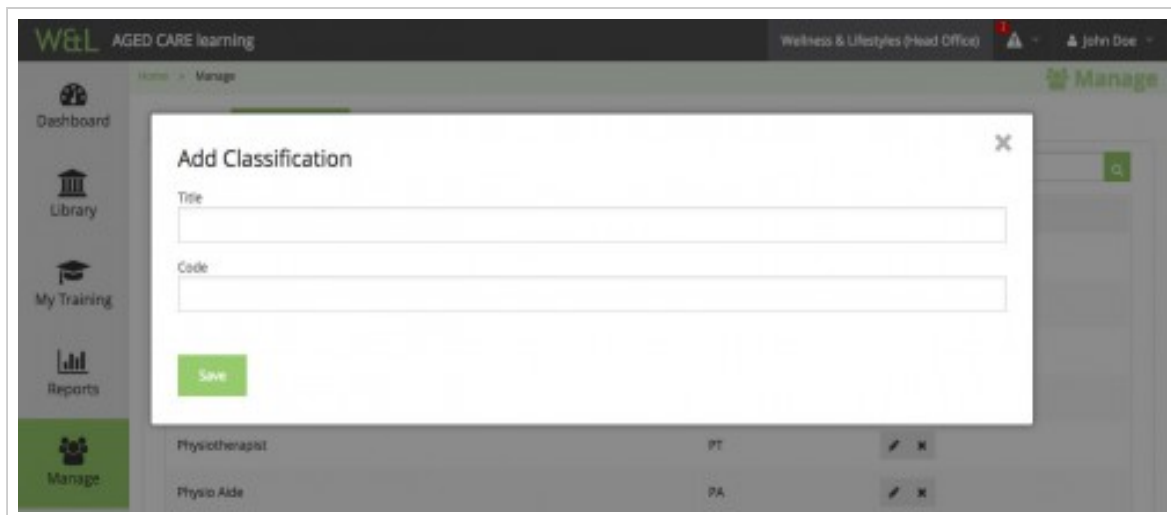 W&L AGED CARE learning
Wellness & Lifestyles (Head Office)
John Doe
Home > Manage
Manage
Dashboard
Add Classification
Title
Library
Code
My Training
Save
Reports
Physiotherapist PT
Manage
Physio Aide PA